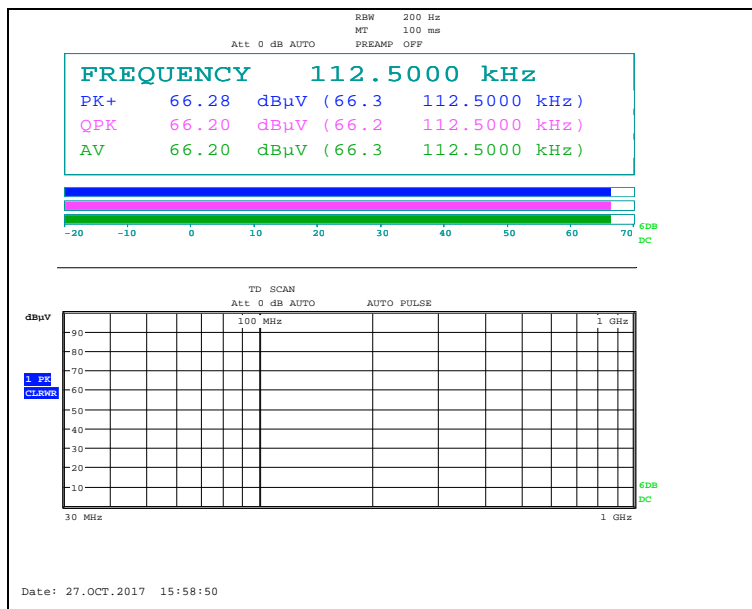 RBW 200 Hz
MT 100 ms
Att 0 dB AUTO PREAMP OFF
FREQUENCY 112.5000 kHz
PK+ 66.28 dBµV (66.3 112.5000 kHz)
QPK 66.20 dBµV (66.2 112.5000 kHz)
AV 66.20 dBµV (66.3 112.5000 kHz)
-20 -10 0 10 20 30 40 50 60 70
6DB
DC
TD SCAN
Att 0 dB AUTO AUTO PULSE
dBµV
100 MHz 1 GHz
90
80
70
1 PK
CLRWR
60
50
40
30
20
10
6DB
DC
30 MHz 1 GHz
Date: 27.OCT.2017 15:58:50